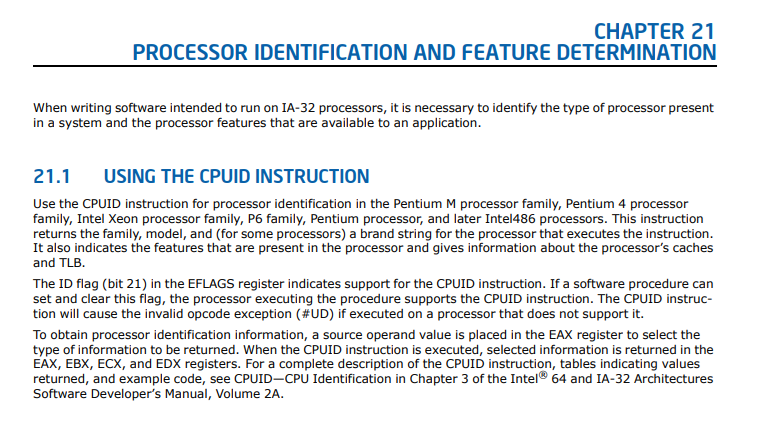 CHAPTER 21
PROCESSOR IDENTIFICATION AND FEATURE DETERMINATION
When writing software intended to run on IA-32 processors, it is necessary to identify the type of processor present
in a system and the processor features that are available to an application.
21.1 USING THE CPUID INSTRUCTION
Use the CPUID instruction for processor identification in the Pentium M processor family, Pentium 4 processor
family, Intel Xeon processor family, P6 family, Pentium processor, and later Intel486 processors. This instruction
returns the family, model, and (for some processors) a brand string for the processor that executes the instruction.
It also indicates the features that are present in the processor and gives information about the processor's caches
and TLB.
The ID flag (bit 21) in the EFLAGS register indicates support for the CPUID instruction. If a software procedure can
set and clear this flag, the processor executing the procedure supports the CPUID instruction. The CPUID instruc-
tion will cause the invalid opcode exception (#UD) if executed on a processor that does not support it.
To obtain processor identification information, a source operand value is placed in the EAX register to select the
type of information to be returned. When the CPUID instruction is executed, selected information is returned in the
EAX, EBX, ECX, and EDX registers. For a complete description of the CPUID instruction, tables indicating values
returned, and example code, see CPUID—CPU Identification in Chapter 3 of the Intel® 64 and IA-32 Architectures
Software Developer's Manual, Volume 2A.